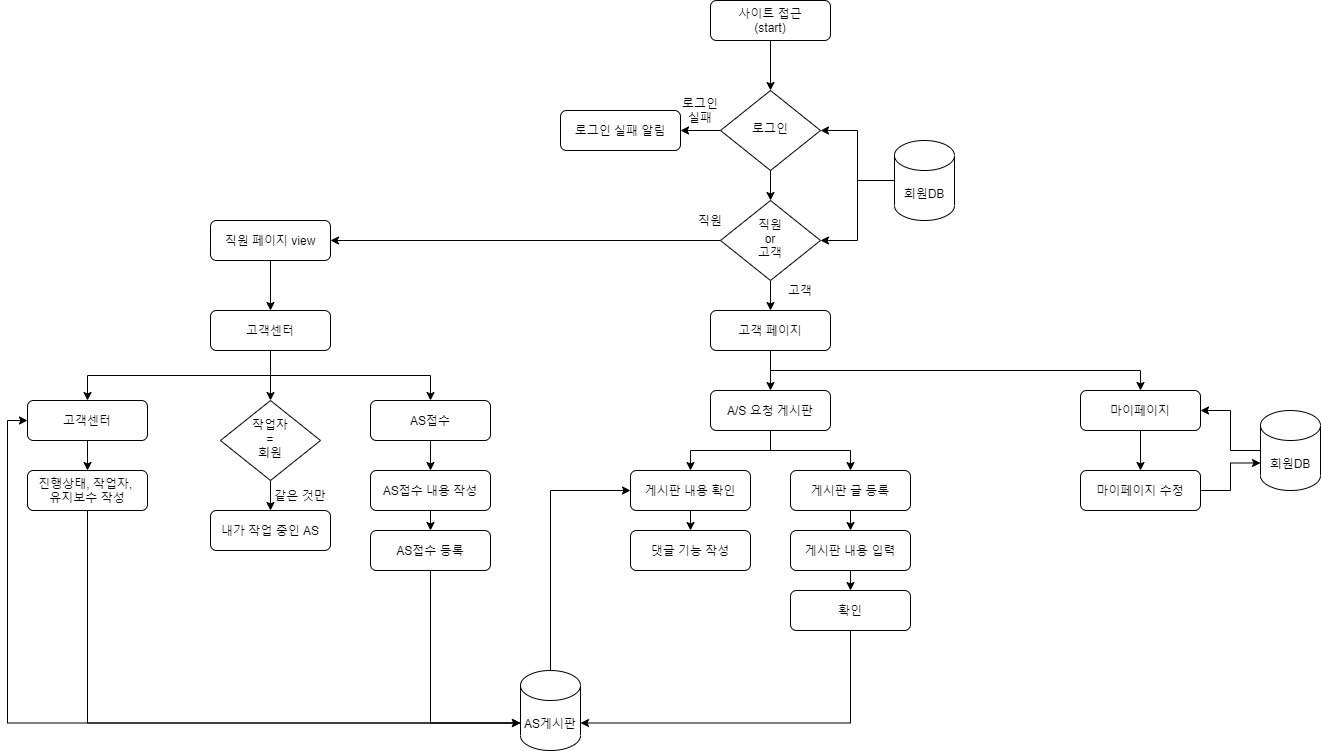 사이트 접근
(start)
로그인
실패
로그인 실패 알림
로그인
회원DB
직원 페이지 view
직원
직원
or
고객
고객
고객센터
고객 페이지
고객센터
작업자
=
회원
AS접수
A/S 요청 게시판
마이페이지
회원DB
진행상태, 작업자,
유지보수 작성
같은 것만
내가 작업 중인 AS
AS접수 내용 작성
AS접수 등록
게시판 내용 확인
게시판 글 등록
마이페이지 수정
댓글 기능 작성
게시판 내용 입력
확인
AS게시판